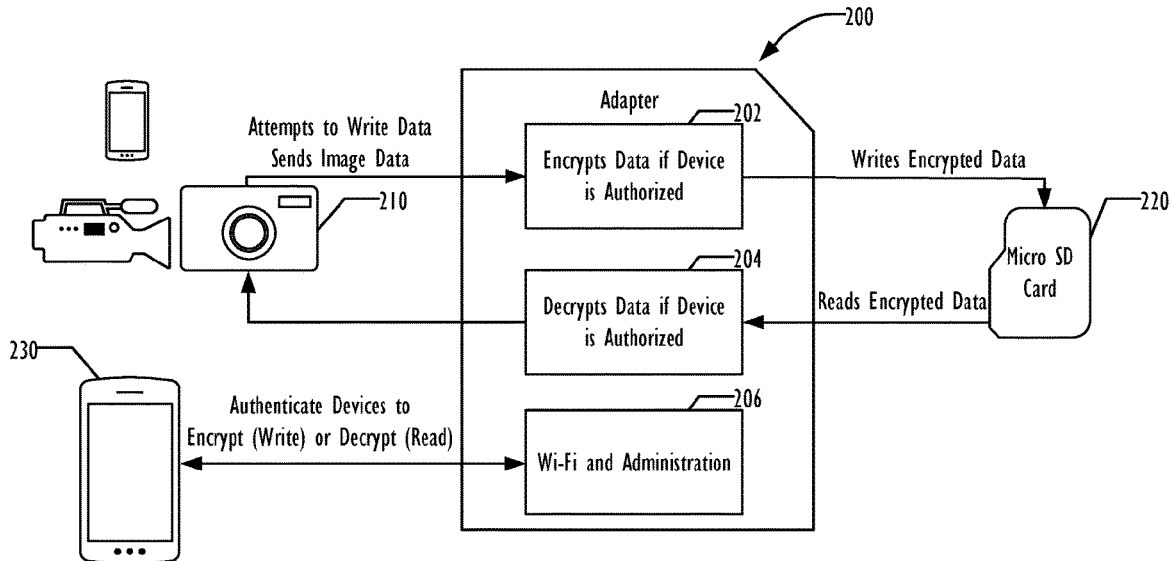 200
Adapter
202
Attempts to Write Data
Sends Image Data
Encrypts Data if Device
is Authorized
Writes Encrypted Data
210
220
Micro SD
Card
204
Decrypts Data if Device
is Authorized
Reads Encrypted Data
230
206
Authenticate Devices to
Encrypt (Write) or Decrypt (Read)
Wi-Fi and Administration